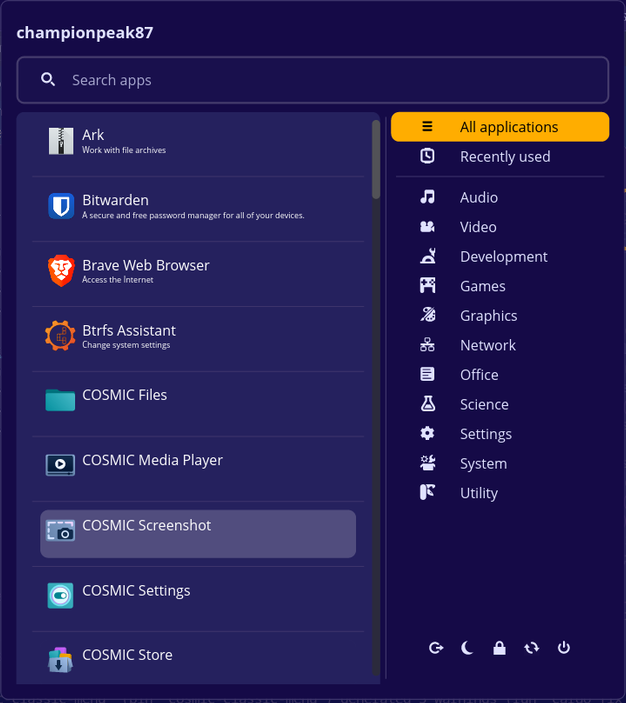 championpeak87
Search apps
Ark
Work with file archives
Bitwarden
A secure and free password manager for all of your devices.
Brave Web Browser
Access the Internet
Btrfs Assistant
Change system settings
COSMIC Files
COSMIC Media Player
COSMIC Screenshot
COSMIC Settings
COSMIC Store
All applications
Recently used
Audio
Video
Development
Games
Graphics
Network
Office
Science
Settings
System
Utility